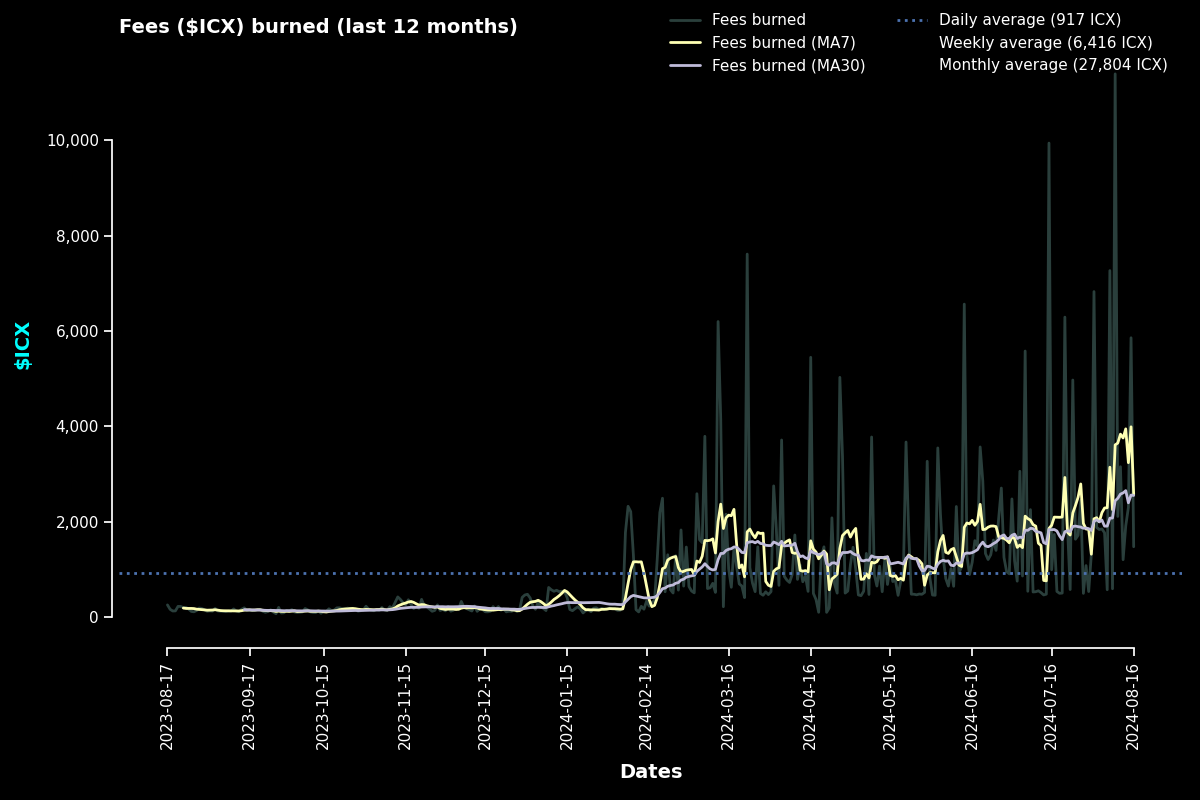 Fees ($ICX) burned (last 12 months)
Fees burned
Fees burned (MA7)
Fees burned (MA30)
Daily average (917 ICX)
Weekly average (6,416 ICX)
Monthly average (27,804 ICX)
10,000
8,000
6,000
4,000
2,000
0
$ICX
2023-08-17
2023-09-17
2023-10-15
2023-11-15
2023-12-15
2024-01-15
2024-02-14
2024-03-16
2024-04-16
2024-05-16
2024-06-16
2024-07-16
2024-08-16
Dates